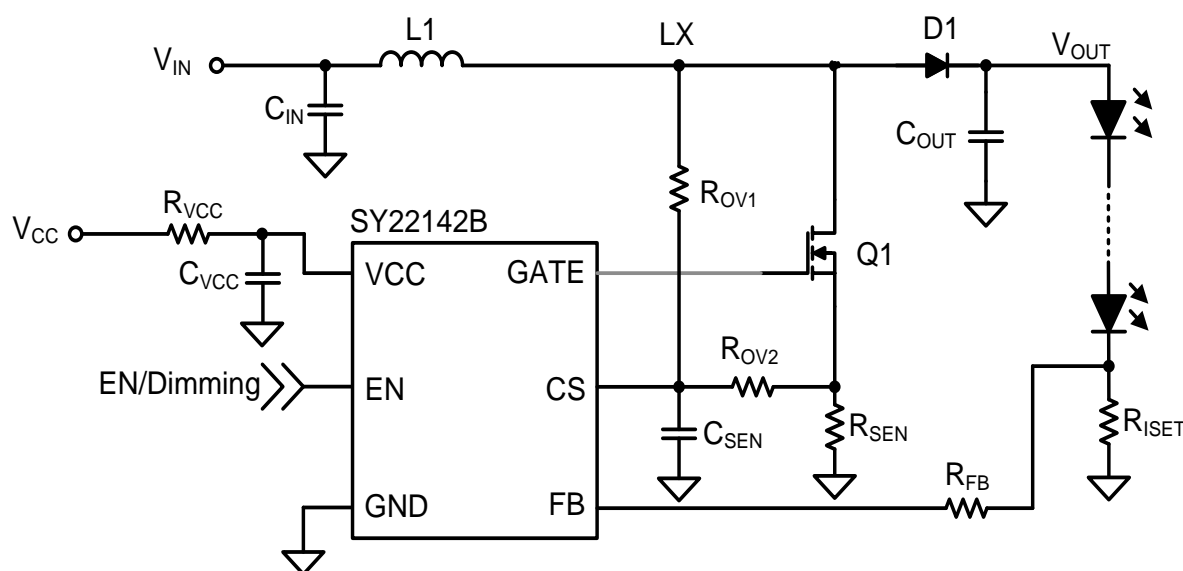 L1
LX
D1
V_IN
V_OUT
C_IN
C_OUT
R_OV1
R_VCC
SY22142B
V_CC
C_VCC
VCC
GATE
Q1
EN/Dimming
EN
CS
R_OV2
C_SEN
R_SEN
R_ISET
GND
FB
R_FB